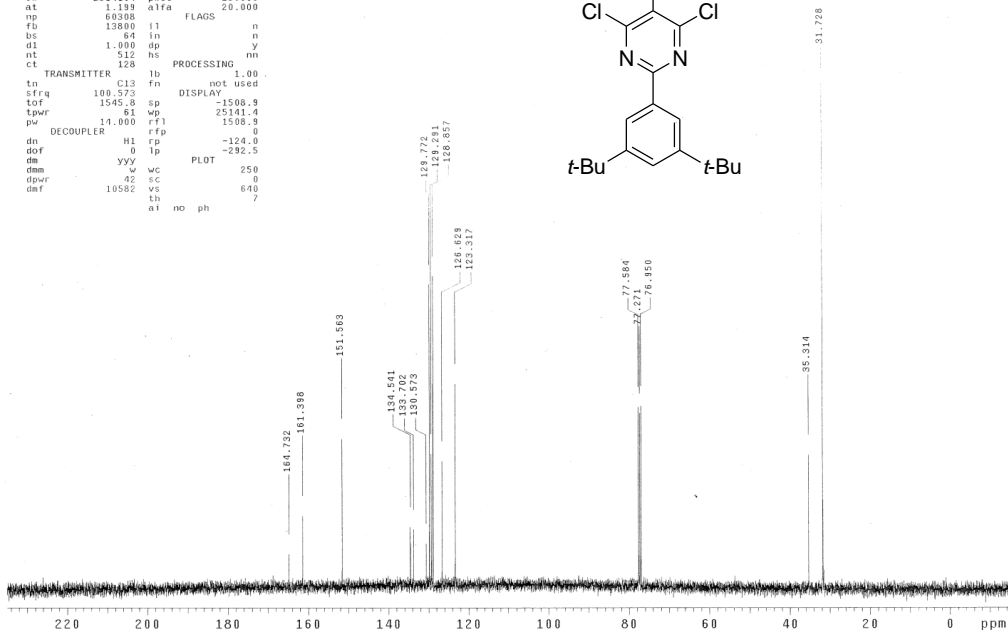 at 1.199 alfa 20.000
np 60308 FLAGS
fb 13800 il n
bs 64 in n
d1 1.000 dp y
nt 512 hs nn
ct 128 PROCESSING
TRANSMITTER lb 1.00
tn C13 fn not used
sfrq 100.573 DISPLAY
tof 1545.8 sp -1508.9
tpwr 61 wp 25141.4
pw 14.000 rfl 1508.9
DECOUPLER rfp 0
dn H1 rp -124.0
dof 0 lp -292.5
dm yyy PLOT
dmm w wc 250
dpwr 42 sc 0
dmf 10582 vs 640
th 7
ai no ph
Cl Cl
N N
t-Bu t-Bu
164.732
161.398
151.563
134.541
133.702
130.573
129.772
129.291
128.857
126.629
123.317
77.584
77.271
76.950
35.314
31.728
220 200 180 160 140 120 100 80 60 40 20 0 ppm